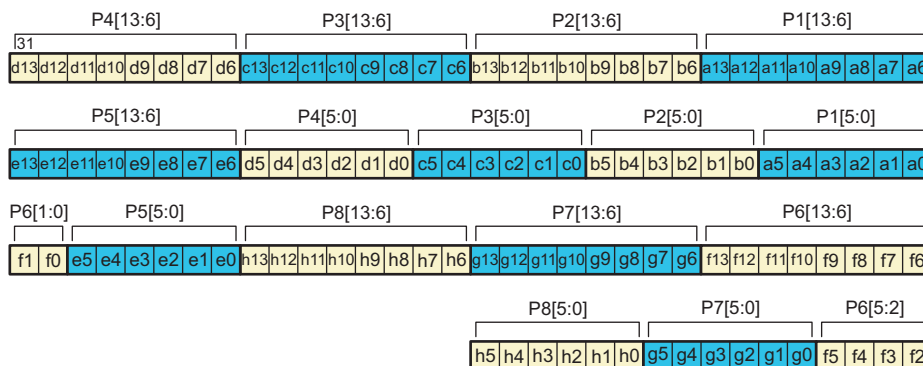 P4[13:6] P3[13:6] P2[13:6] P1[13:6]
31
d13 d12 d11 d10 d9 d8 d7 d6 c13 c12 c11 c10 c9 c8 c7 c6 b13 b12 b11 b10 b9 b8 b7 b6 a13 a12 a11 a10 a9 a8 a7 a6
P5[13:6] P4[5:0] P3[5:0] P2[5:0] P1[5:0]
e13 e12 e11 e10 e9 e8 e7 e6 d5 d4 d3 d2 d1 d0 c5 c4 c3 c2 c1 c0 b5 b4 b3 b2 b1 b0 a5 a4 a3 a2 a1 a0
P6[1:0] P5[5:0] P8[13:6] P7[13:6] P6[13:6]
f1 f0 e5 e4 e3 e2 e1 e0 h13 h12 h11 h10 h9 h8 h7 h6 g13 g12 g11 g10 g9 g8 g7 g6 f13 f12 f11 f10 f9 f8 f7 f6
P8[5:0] P7[5:0] P6[5:2]
h5 h4 h3 h2 h1 h0 g5 g4 g3 g2 g1 g0 f5 f4 f3 f2